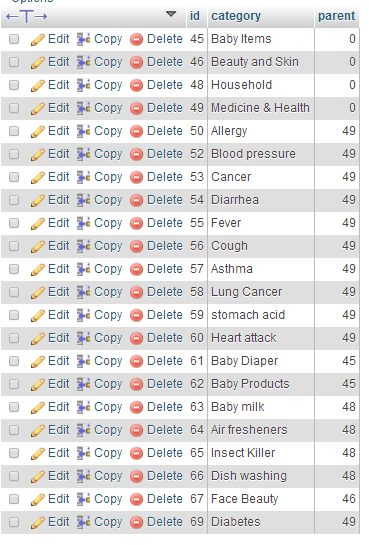 id category parent
Edit Copy Delete 45 Baby Items 0
Edit Copy Delete 46 Beauty and Skin 0
Edit Copy Delete 48 Household 0
Edit Copy Delete 49 Medicine & Health 0
Edit Copy Delete 50 Allergy 49
Edit Copy Delete 52 Blood pressure 49
Edit Copy Delete 53 Cancer 49
Edit Copy Delete 54 Diarrhea 49
Edit Copy Delete 55 Fever 49
Edit Copy Delete 56 Cough 49
Edit Copy Delete 57 Asthma 49
Edit Copy Delete 58 Lung Cancer 49
Edit Copy Delete 59 stomach acid 49
Edit Copy Delete 60 Heart attack 49
Edit Copy Delete 61 Baby Diaper 45
Edit Copy Delete 62 Baby Products 45
Edit Copy Delete 63 Baby milk 48
Edit Copy Delete 64 Air fresheners 48
Edit Copy Delete 65 Insect Killer 48
Edit Copy Delete 66 Dish washing 48
Edit Copy Delete 67 Face Beauty 46
Edit Copy Delete 69 Diabetes 49